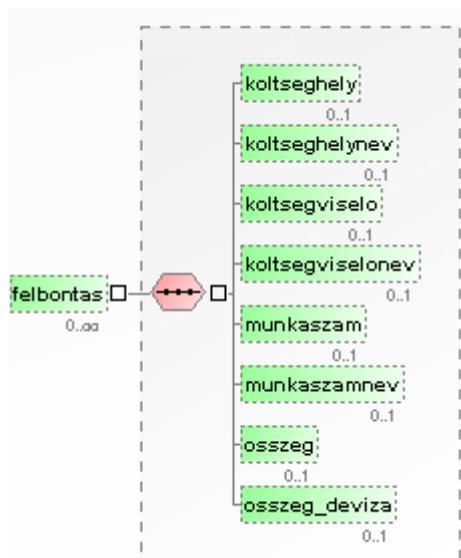 koltseghely
0..1
koltseghelynev
0..1
koltsegviselo
0..1
koltsegviselonev
0..1
felbontas
0..∞
munkaszam
0..1
munkaszamnev
0..1
osszeg
0..1
osszeg_deviza
0..1